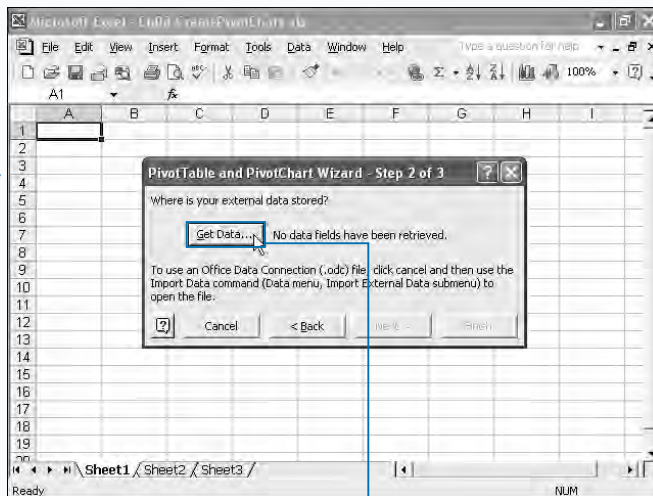 Microsoft Excel - Ch04 CreatePivotChart.xls
File Edit View Insert Format Tools Data Window Help Type a question for help
Σ 100%
A1 fx
A B C D E F G H I
1
2
3
4
5
6
7
8
9
10
11
12
13
14
15
16
17
18
19
20
PivotTable and PivotChart Wizard - Step 2 of 3
Where is your external data stored?
Get Data... No data fields have been retrieved.
To use an Office Data Connection (.odc) file, click cancel and then use the
Import Data command (Data menu, Import External Data submenu) to
open the file.
Cancel < Back Next > Finish
Sheet1 Sheet2 Sheet3
Ready NUM